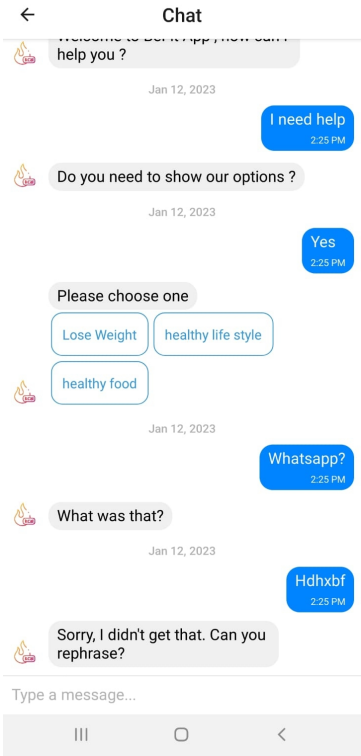 Chat
help you ?
Jan 12, 2023
I need help
2:25 PM
Do you need to show our options ?
Jan 12, 2023
Yes
2:25 PM
Please choose one
Lose Weight
healthy life style
healthy food
Jan 12, 2023
Whatsapp?
2:25 PM
What was that?
Jan 12, 2023
Hdhxbf
2:25 PM
Sorry, I didn't get that. Can you
rephrase?
Type a message...